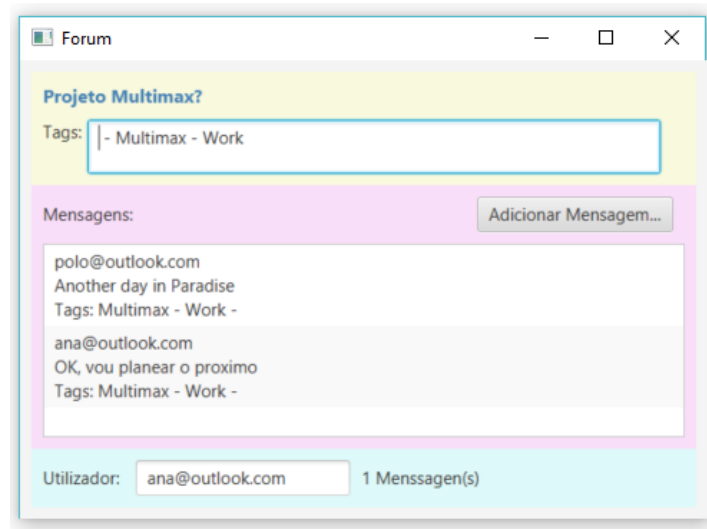 Forum
Projeto Multimax?
Tags: - Multimax - Work
Mensagens: Adicionar Mensagem...
polo@outlook.com
Another day in Paradise
Tags: Multimax - Work -
ana@outlook.com
OK, vou planear o proximo
Tags: Multimax - Work -
Utilizador: ana@outlook.com 1 Menssagen(s)